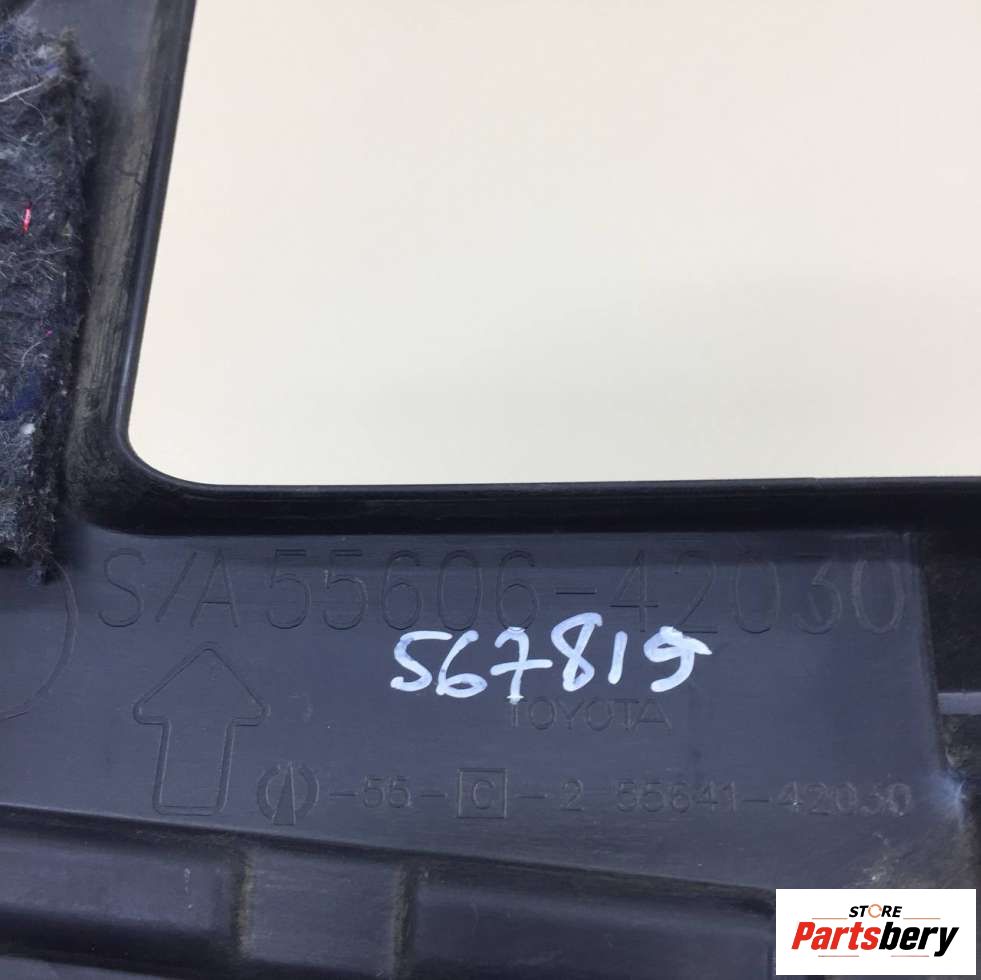 S/A 55606-42030
567819
TOYOTA
-55-C-2 55641-42030
STORE
Partsbery